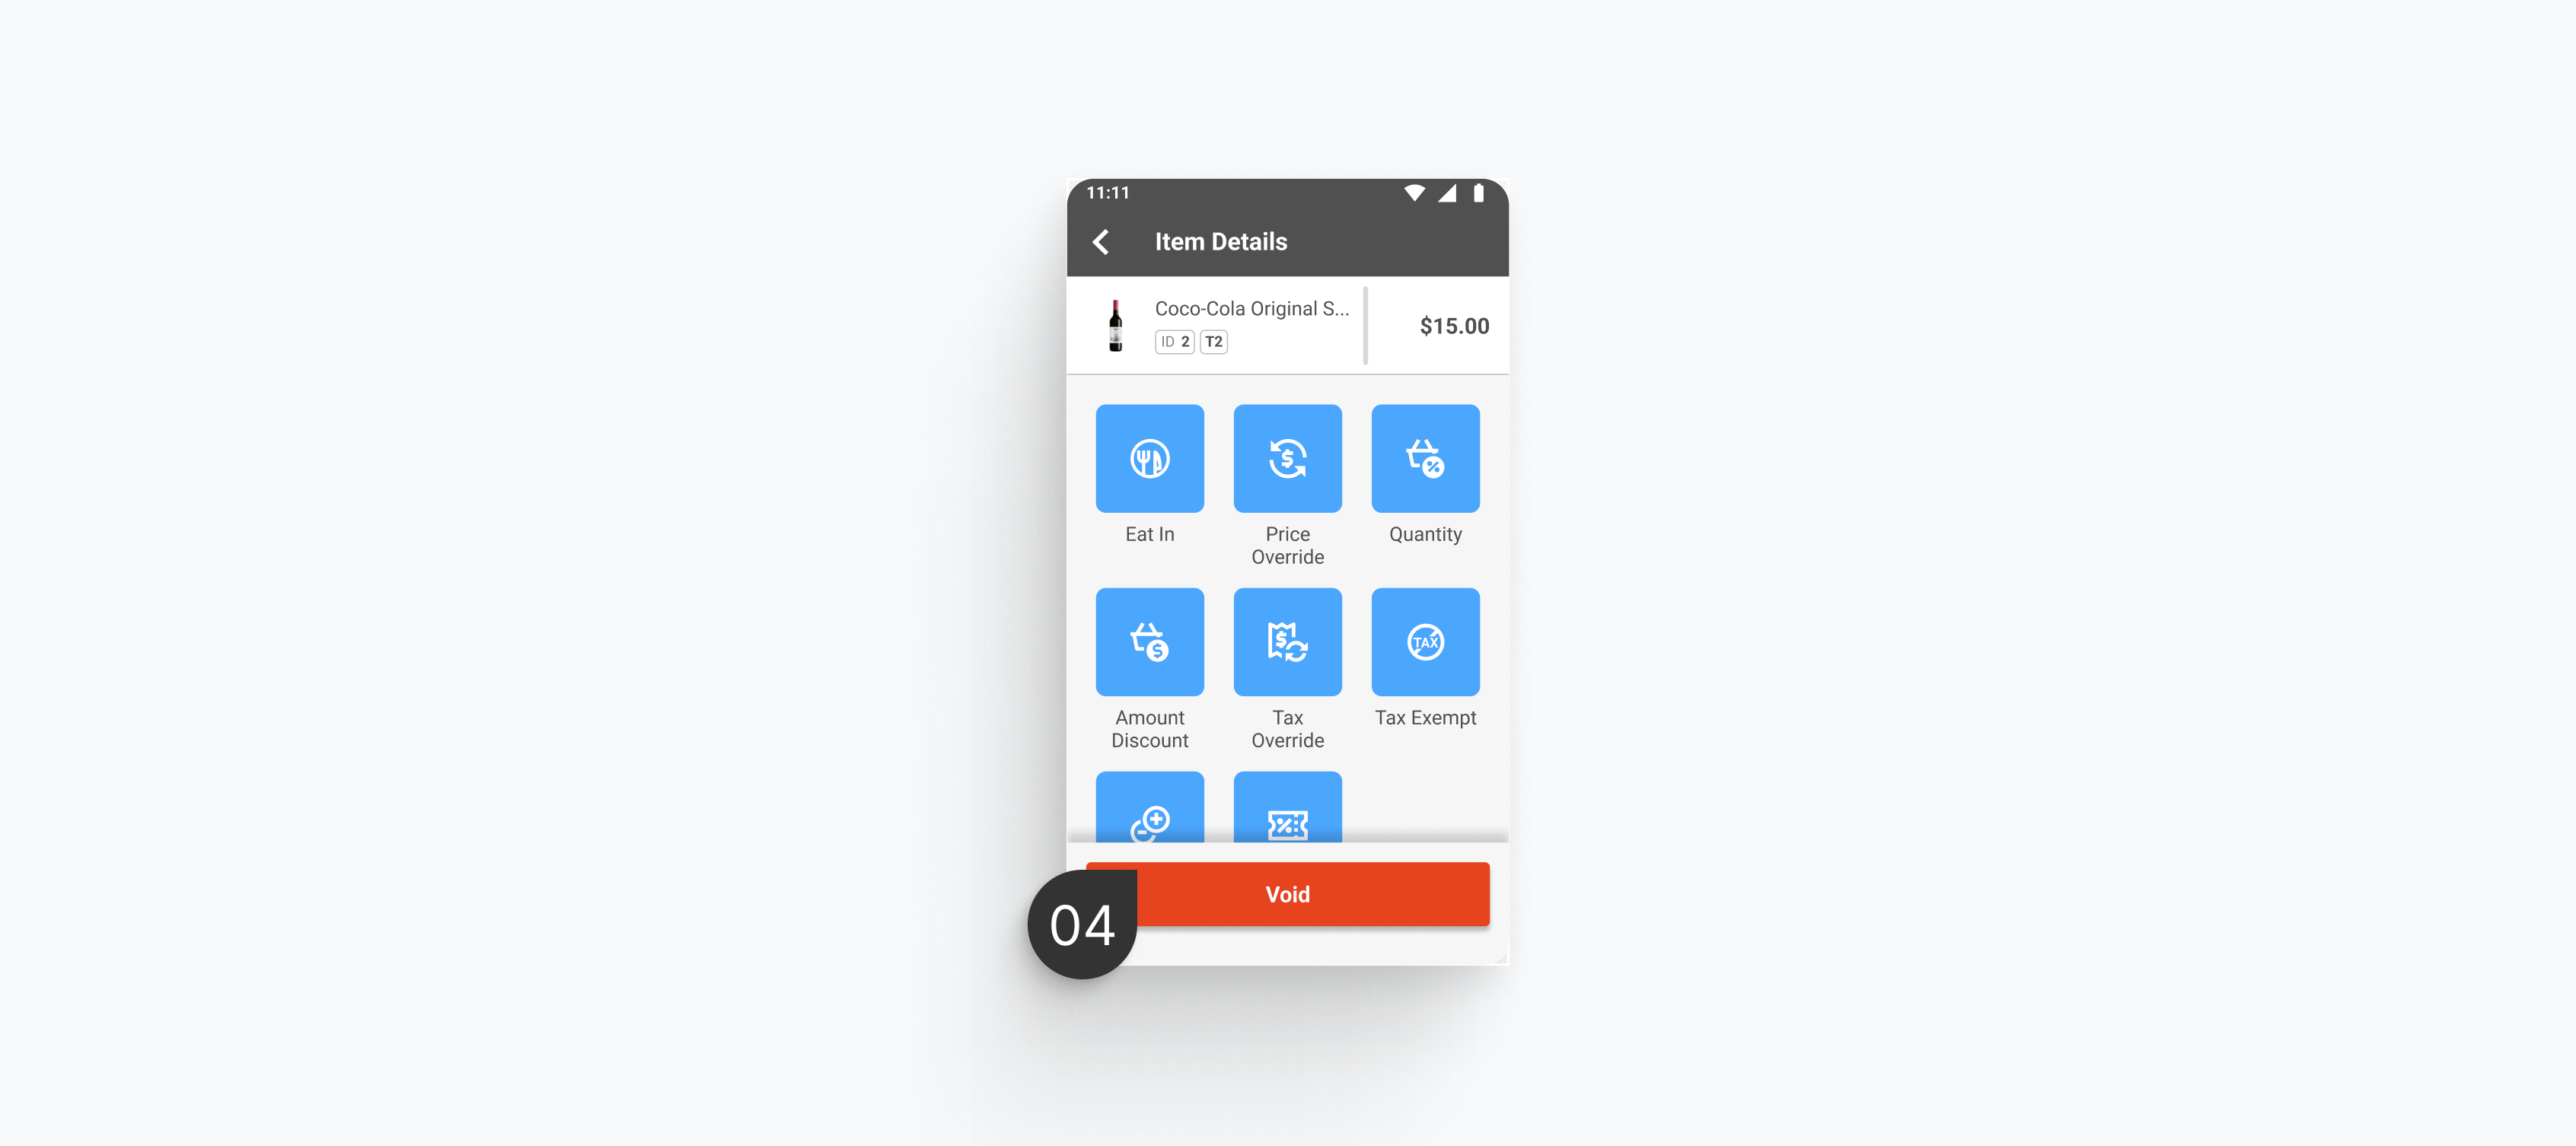 11:11
Item Details
Coco-Cola Original S...
$15.00
ID 2 T2
Eat In
Price
Override
Quantity
TAX
Amount
Discount
Tax
Override
Tax Exempt
Void
04